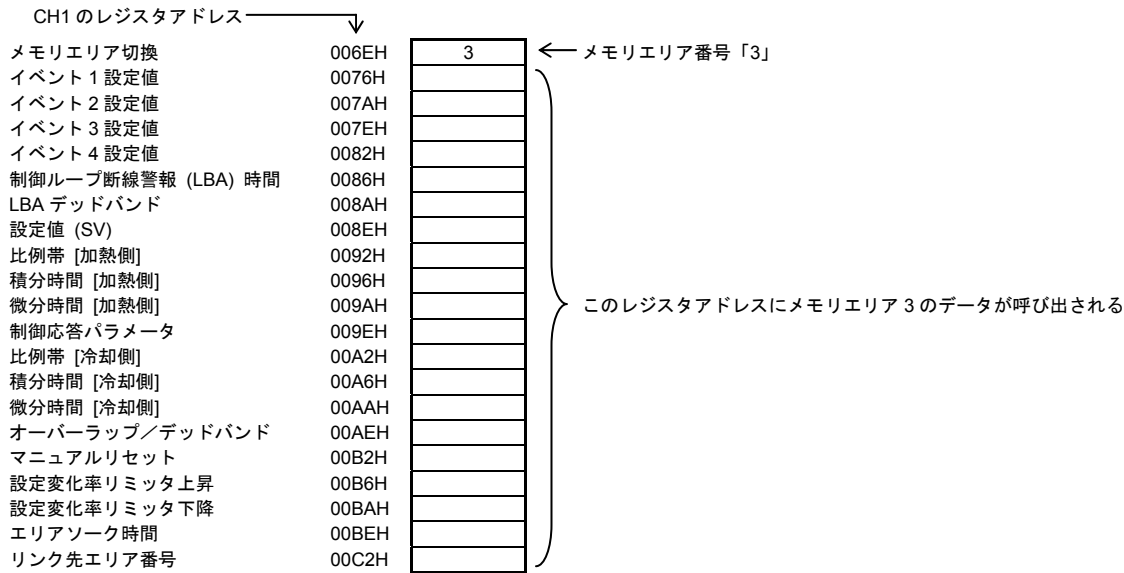 CH1 のレジスタアドレス
メモリエリア切換 006EH 3 メモリエリア番号「3」
イベント 1 設定値 0076H
イベント 2 設定値 007AH
イベント 3 設定値 007EH
イベント 4 設定値 0082H
制御ループ断線警報 (LBA) 時間 0086H
LBA デッドバンド 008AH
設定値 (SV) 008EH
比例帯 [加熱側] 0092H
積分時間 [加熱側] 0096H
微分時間 [加熱側] 009AH このレジスタアドレスにメモリエリア 3 のデータが呼び出される
制御応答パラメータ 009EH
比例帯 [冷却側] 00A2H
積分時間 [冷却側] 00A6H
微分時間 [冷却側] 00AAH
オーバーラップ／デッドバンド 00AEH
マニュアルリセット 00B2H
設定変化率リミッタ上昇 00B6H
設定変化率リミッタ下降 00BAH
エリアソーク時間 00BEH
リンク先エリア番号 00C2H